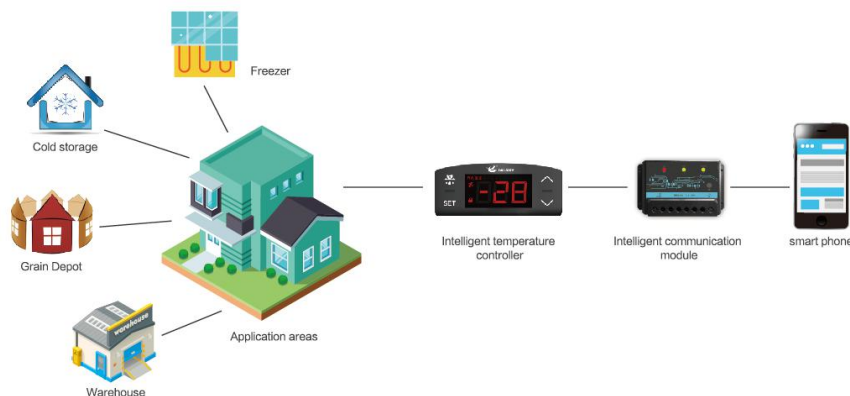 Freezer
Cold storage
Grain Depot
Warehouse
warehouse
Application areas
SET
-28
Intelligent temperature
controller
Intelligent communication
module
smart phone